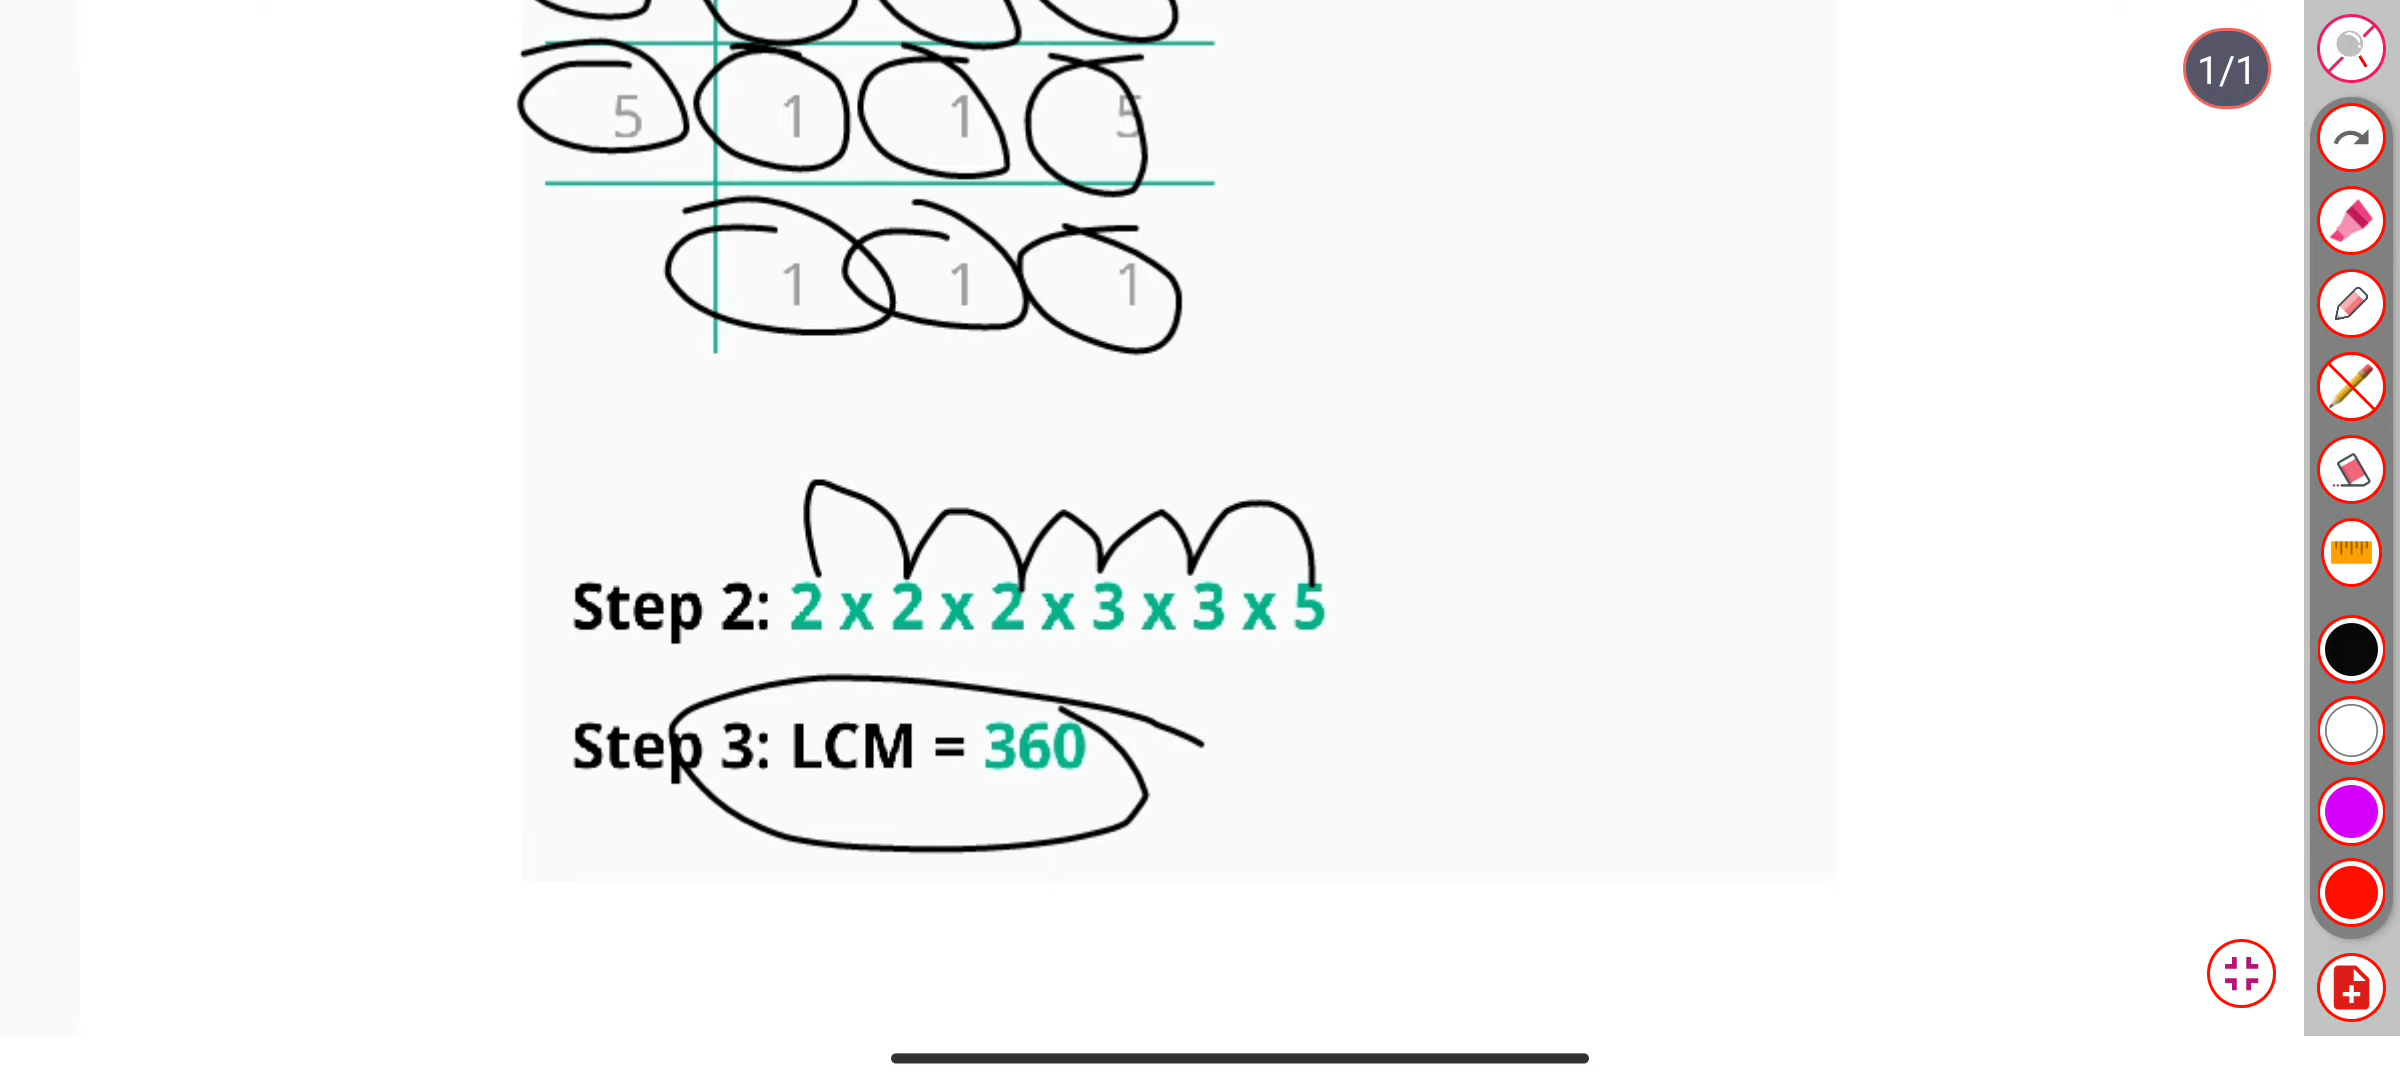 1/1
5 1 1 5
1 1 1
Step 2: 2 x 2 x 2 x 3 x 3 x 5
Step 3: LCM = 360